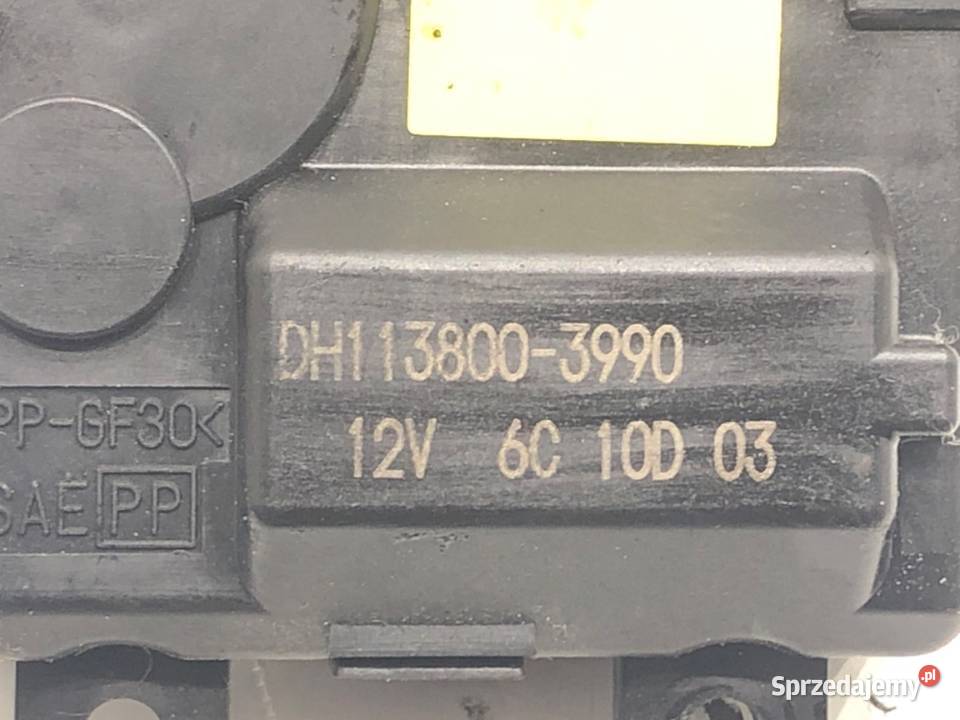 DH113800-3990
12V 6C 10D 03
PP-GF30<
SAE PP
Sprzedajemy.pl